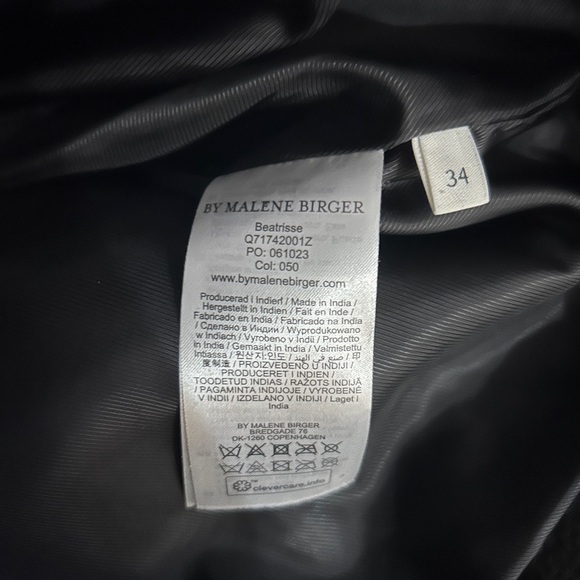 34
BY MALENE BIRGER
Beatrisse
Q71742001Z
PO: 061023
Col: 050
www.bymalenebirger.com
Producerad i Indien / Made in India /
Hergestellt in Indien / Fait en Inde /
Fabricado en India / Fabricado na India
/ Сделано в Индии / Wyprodukowano
w Indiach / Vyrobeno v Indii / Prodotto
in India / Gemaakt in India / Valmistettu
Intiassa / 원산지:인도 / صنع في الهند / 印
度制造 / PROIZVEDENO U INDIJI /
PRODUCERET I INDIEN /
TOODETUD INDIAS / RAŽOTS INDIJĀ
/ PAGAMINTA INDIJOJE / VYROBENÉ
V INDII / IZDELANO V INDIJI / Laget i
India
BY MALENE BIRGER
BREDGADE 76
DK-1260 COPENHAGEN
clevercare.info